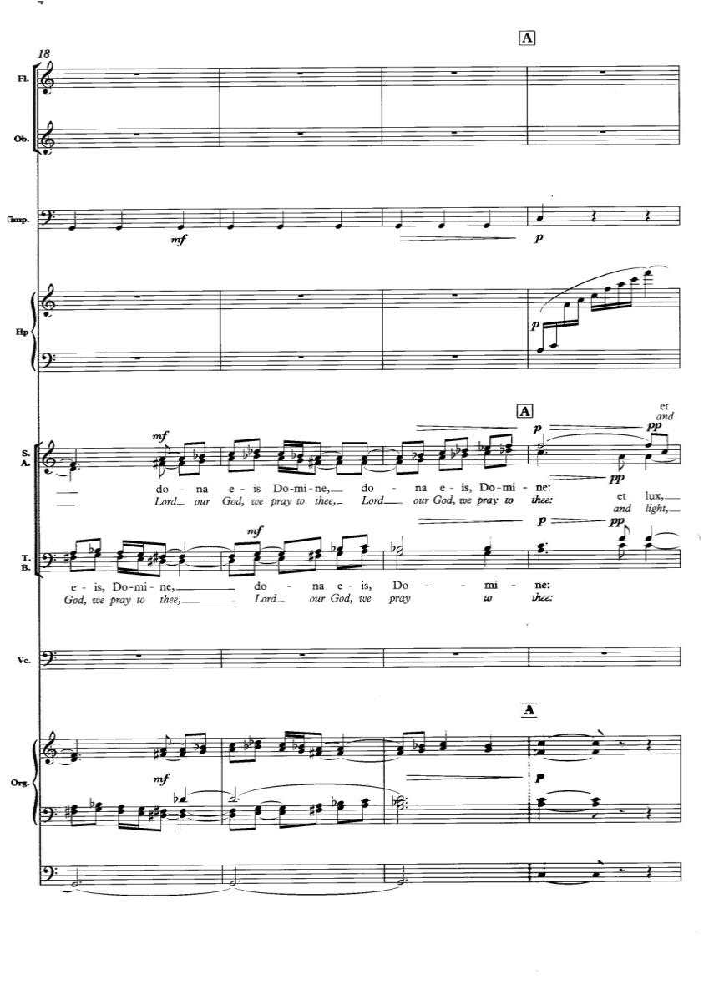 A
18
Fl.
Ob.
Timp.
mf
p
Hp
p
A
et
and
mf
p
pp
S.
A.
do - na e - is Do-mi-ne, do - na e - is, Do-mi - ne: et lux,
Lord our God, we pray to thee, Lord our God, we pray to thee: and light,
pp
mf
p
pp
T.
B.
e - is, Do-mi-ne, do - na e-is, Do - - mi - ne:
God, we pray to thee, Lord our God, we pray to thee:
Vc.
A
Org.
mf
p